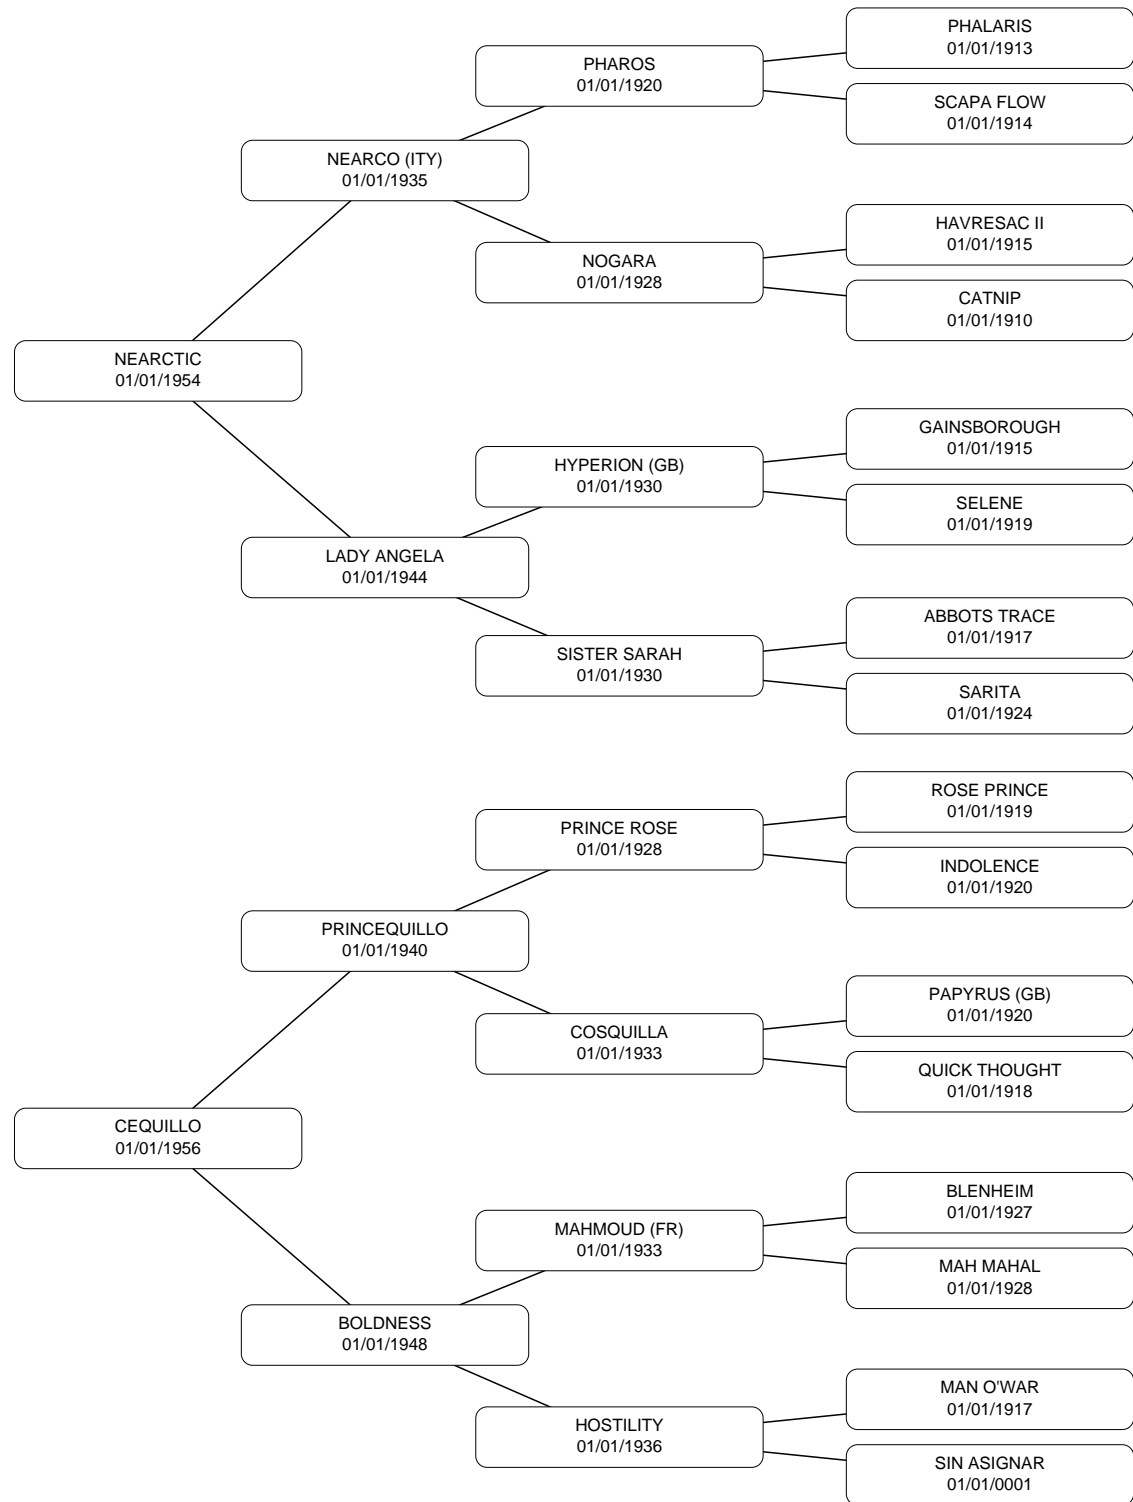 PHALARIS
01/01/1913
PHAROS
01/01/1920
SCAPA FLOW
01/01/1914
NEARCO (ITY)
01/01/1935
HAVRESAC II
01/01/1915
NOGARA
01/01/1928
CATNIP
01/01/1910
NEARCTIC
01/01/1954
GAINSBOROUGH
01/01/1915
HYPERION (GB)
01/01/1930
SELENE
01/01/1919
LADY ANGELA
01/01/1944
ABBOTS TRACE
01/01/1917
SISTER SARAH
01/01/1930
SARITA
01/01/1924
ROSE PRINCE
01/01/1919
PRINCE ROSE
01/01/1928
INDOLENCE
01/01/1920
PRINCEQUILLO
01/01/1940
PAPYRUS (GB)
01/01/1920
COSQUILLA
01/01/1933
QUICK THOUGHT
01/01/1918
CEQUILLO
01/01/1956
BLENHEIM
01/01/1927
MAHMOUD (FR)
01/01/1933
MAH MAHAL
01/01/1928
BOLDNESS
01/01/1948
MAN O'WAR
01/01/1917
HOSTILITY
01/01/1936
SIN ASIGNAR
01/01/0001